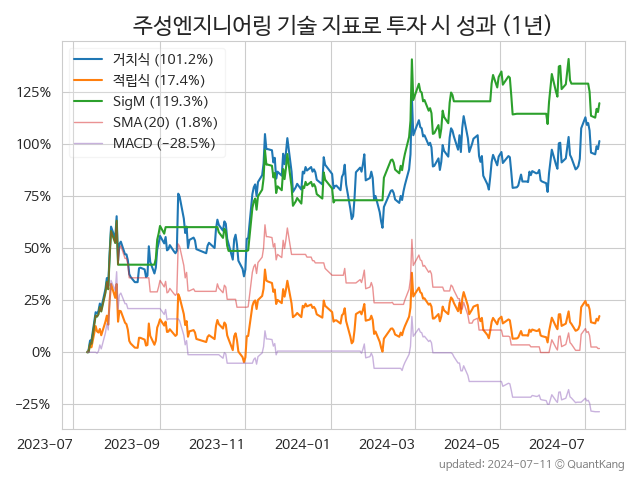 주성엔지니어링 기술 지표로 투자 시 성과 (1년)
거치식 (101.2%)
적립식 (17.4%)
SigM (119.3%)
SMA(20) (1.8%)
MACD (−28.5%)
125%
100%
75%
50%
25%
0%
−25%
2023-07 2023-09 2023-11 2024-01 2024-03 2024-05 2024-07
updated: 2024-07-11 © QuantKang